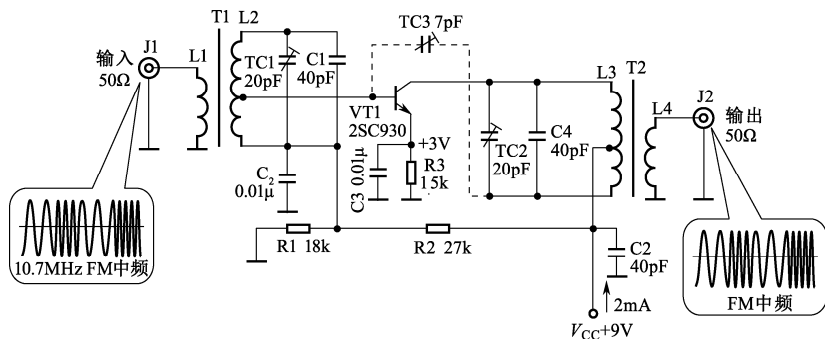 TC3 7pF
J1
输入
50Ω
T1 L2
L1
TC1
20pF
C1
40pF
VT1
2SC930
+3V
C₂
0.01μ
C3 0.01μ
R3
15k
TC2
20pF
C4
40pF
L3
T2
L4
J2
输出
50Ω
10.7MHz FM中频
R1 18k
R2 27k
C2
40pF
2mA
VCC+9V
FM中频